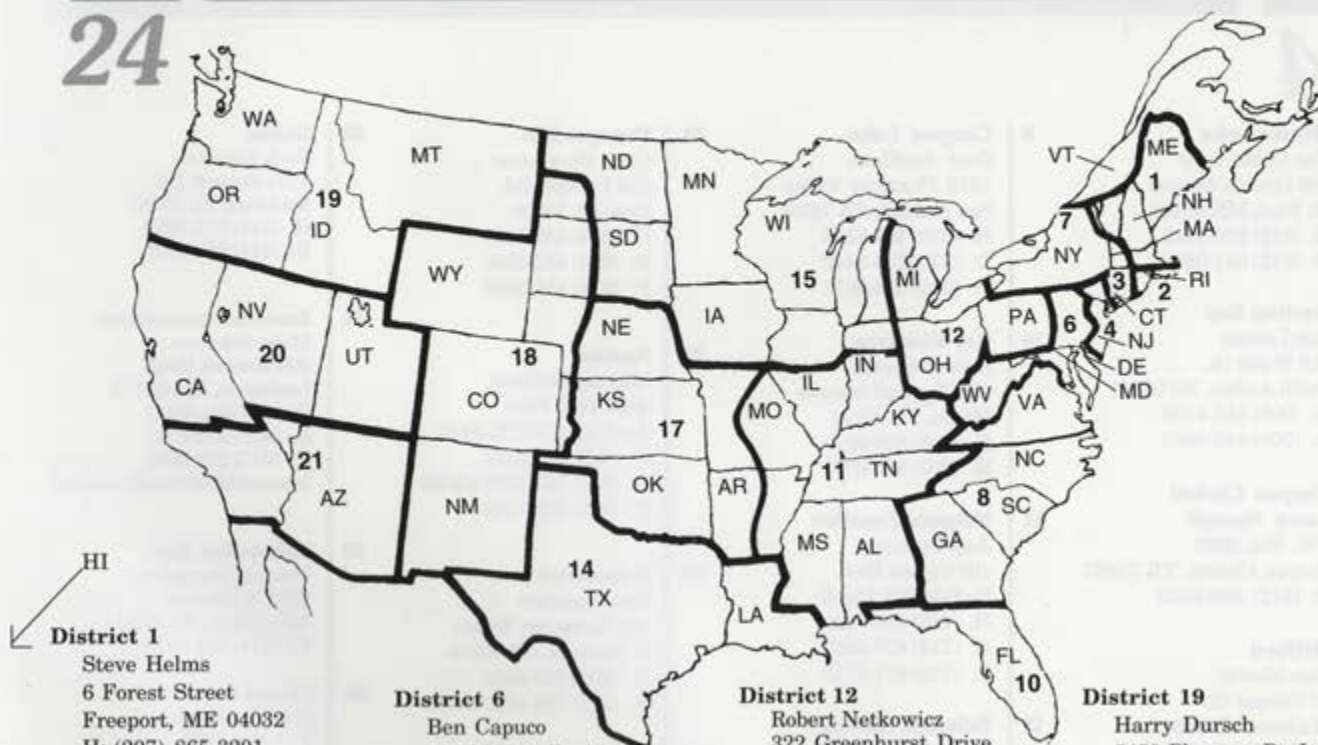 24
WA
MT
ND
MN
VT
ME
OR
19
ID
SD
WI
1
NH
MA
7
NY
WY
15
MI
3
RI
2
NV
NE
IA
12
PA
6
CT
4
NJ
20
UT
18
IN
OH
DE
MD
CA
CO
KS
IL
WV
VA
MO
KY
17
21
11
TN
NC
AZ
NM
OK
AR
8
SC
MS
AL
GA
HI
14
TX
LA
FL
10
District 1
Steve Helms
6 Forest Street
Freeport, ME 04032
District 6
Ben Capuco
District 12
Robert Netkowicz
322 Greenhurst Drive
District 19
Harry Dursch